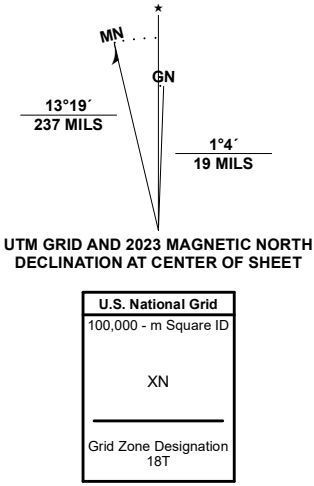 MN
GN
13°19´
237 MILS
1°4´
19 MILS
UTM GRID AND 2023 MAGNETIC NORTH
DECLINATION AT CENTER OF SHEET
U.S. National Grid
100,000 - m Square ID
XN
Grid Zone Designation
18T